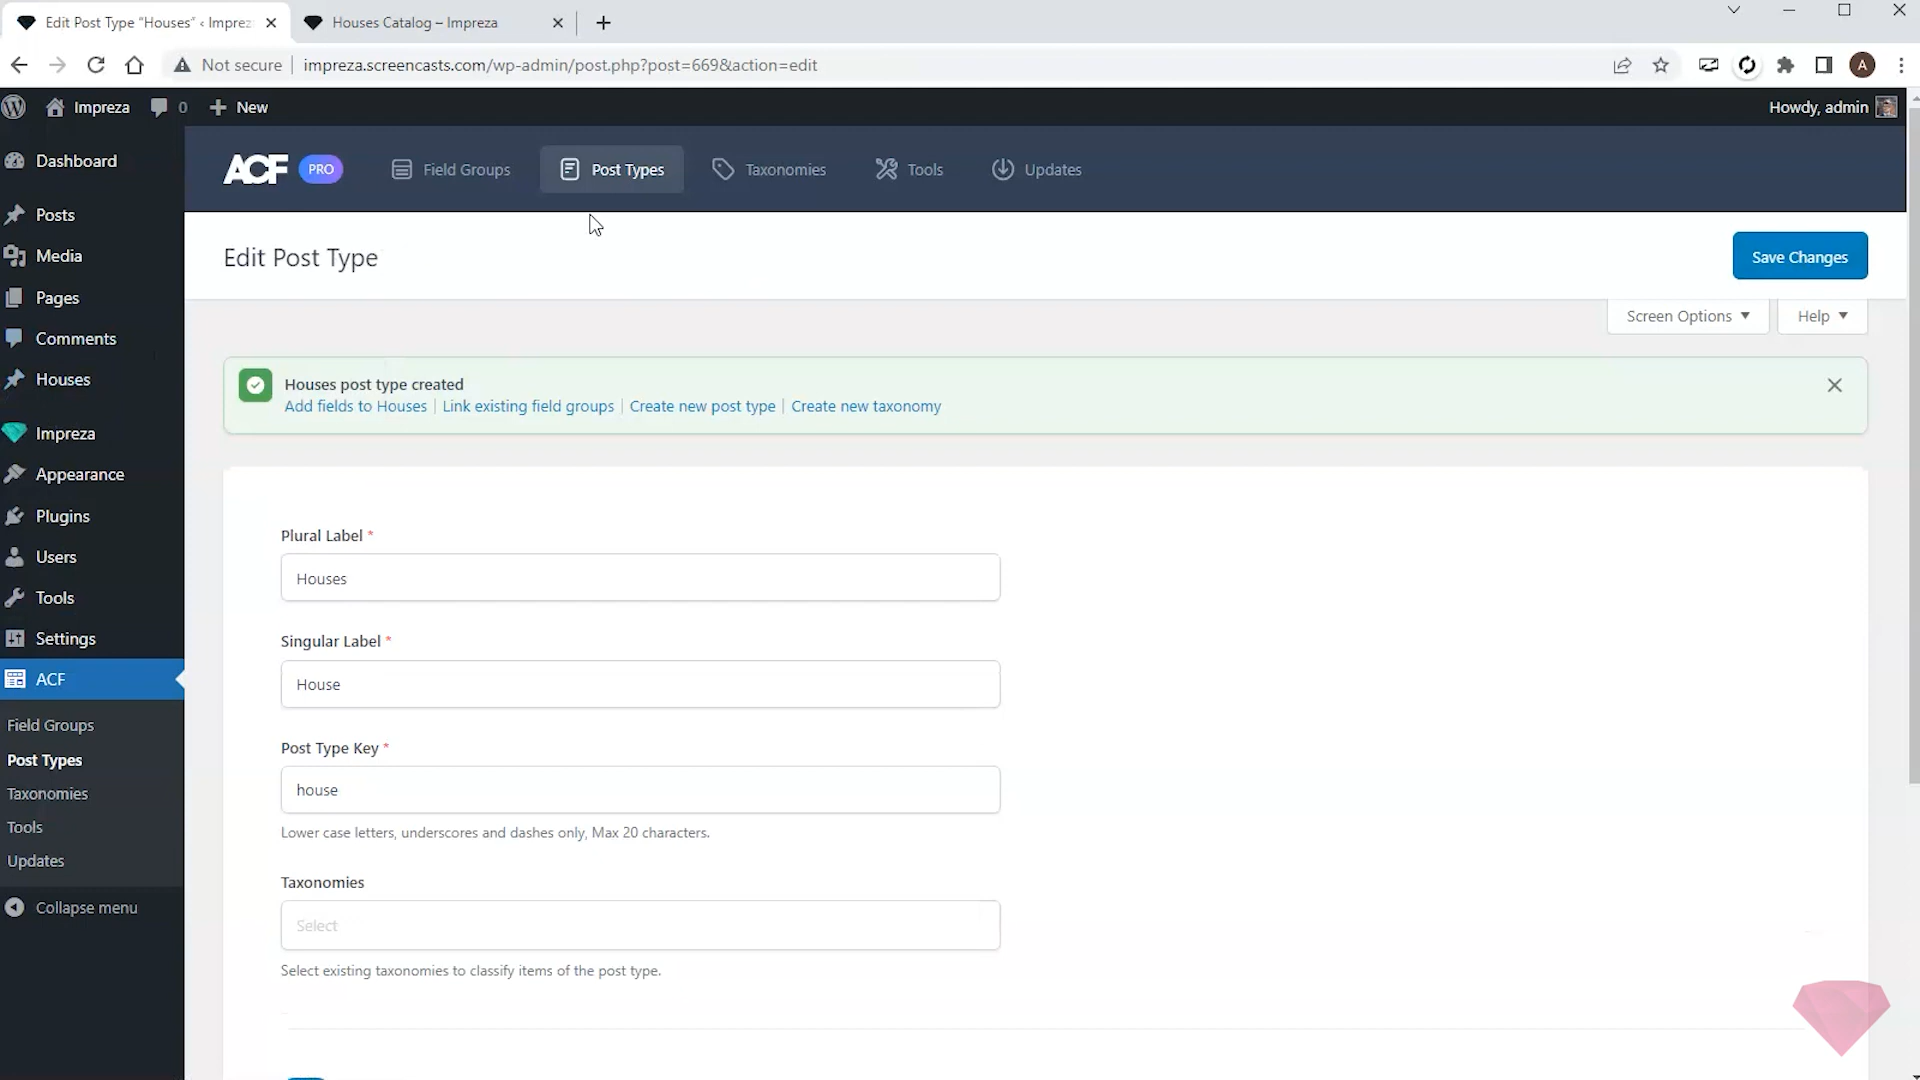 Edit Post Type "Houses" ‹ Imprez
Houses Catalog – Impreza
Not secure
impreza.screencasts.com/wp-admin/post.php?post=669&action=edit
A
Impreza
0
New
Howdy, admin
Dashboard
Posts
Media
Pages
Comments
Houses
Impreza
Appearance
Plugins
Users
Tools
Settings
ACF
Field Groups
Post Types
Taxonomies
Tools
Updates
Collapse menu
ACF PRO
Field Groups
Post Types
Taxonomies
Tools
Updates
Edit Post Type
Save Changes
Screen Options
Help
Houses post type created
Add fields to Houses | Link existing field groups | Create new post type | Create new taxonomy
Plural Label *
Houses
Singular Label *
House
Post Type Key *
house
Lower case letters, underscores and dashes only, Max 20 characters.
Taxonomies
Select
Select existing taxonomies to classify items of the post type.